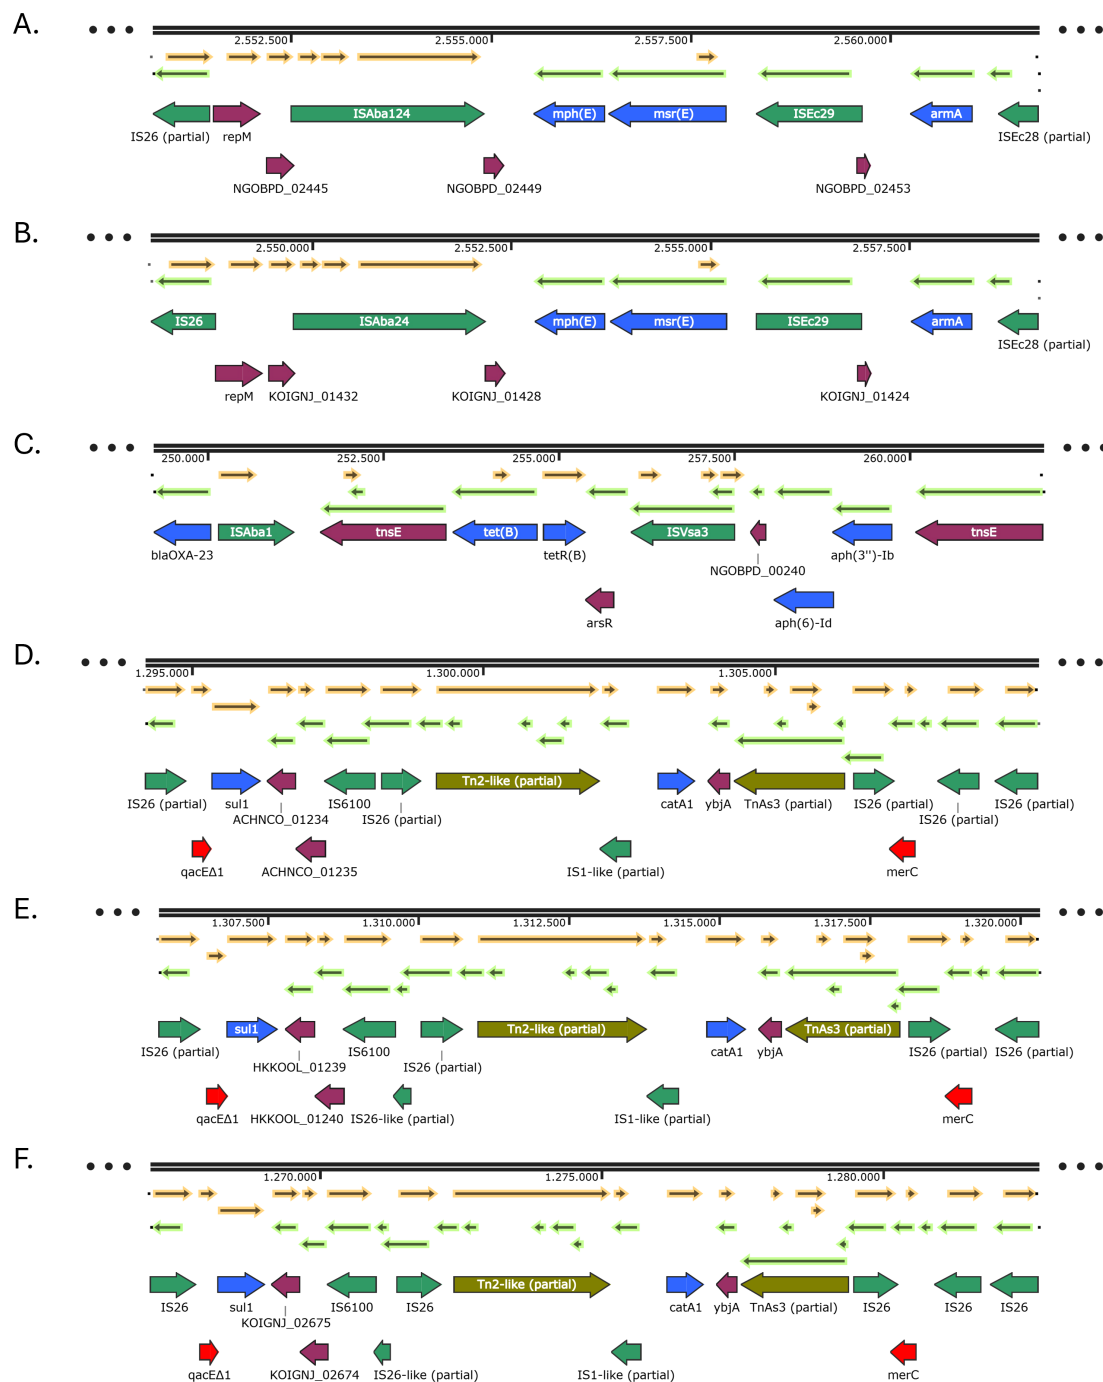 A.
2.552.500 2.555.000 2.557.500 2.560.000
ISAba124 mph(E) msr(E) ISEc29 armA
IS26 (partial) repM ISEc28 (partial)
NGOBPD_02445 NGOBPD_02449 NGOBPD_02453
B.
2.550.000 2.552.500 2.555.000 2.557.500
IS26 ISAba24 mph(E) msr(E) ISEc29 armA
ISEc28 (partial)
repM KOIGNJ_01432 KOIGNJ_01428 KOIGNJ_01424
C.
250.000 252.500 255.000 257.500 260.000
ISAba1 tnsE tet(B) ISVsa3 tnsE
blaOXA-23 tetR(B) aph(3'')-Ib
NGOBPD_00240
arsR aph(6)-Id
D.
1.295.000 1.300.000 1.305.000
Tn2-like (partial)
IS26 (partial) sul1 IS6100 catA1 ybjA TnAs3 (partial) IS26 (partial) IS26 (partial)
ACHNCO_01234 IS26 (partial) IS26 (partial)
qacEΔ1 ACHNCO_01235 IS1-like (partial) merC
E.
1.307.500 1.310.000 1.312.500 1.315.000 1.317.500 1.320.000
sul1 Tn2-like (partial) TnAs3 (partial)
IS26 (partial) IS6100 catA1 ybjA IS26 (partial) IS26 (partial)
HKKOOL_01239 IS26 (partial)
qacEΔ1 HKKOOL_01240 IS26-like (partial) IS1-like (partial) merC
F.
1.270.000 1.275.000 1.280.000
Tn2-like (partial)
IS26 sul1 IS6100 IS26 catA1 ybjA TnAs3 (partial) IS26 IS26 IS26
KOIGNJ_02675
qacEΔ1 KOIGNJ_02674 IS26-like (partial) IS1-like (partial) merC